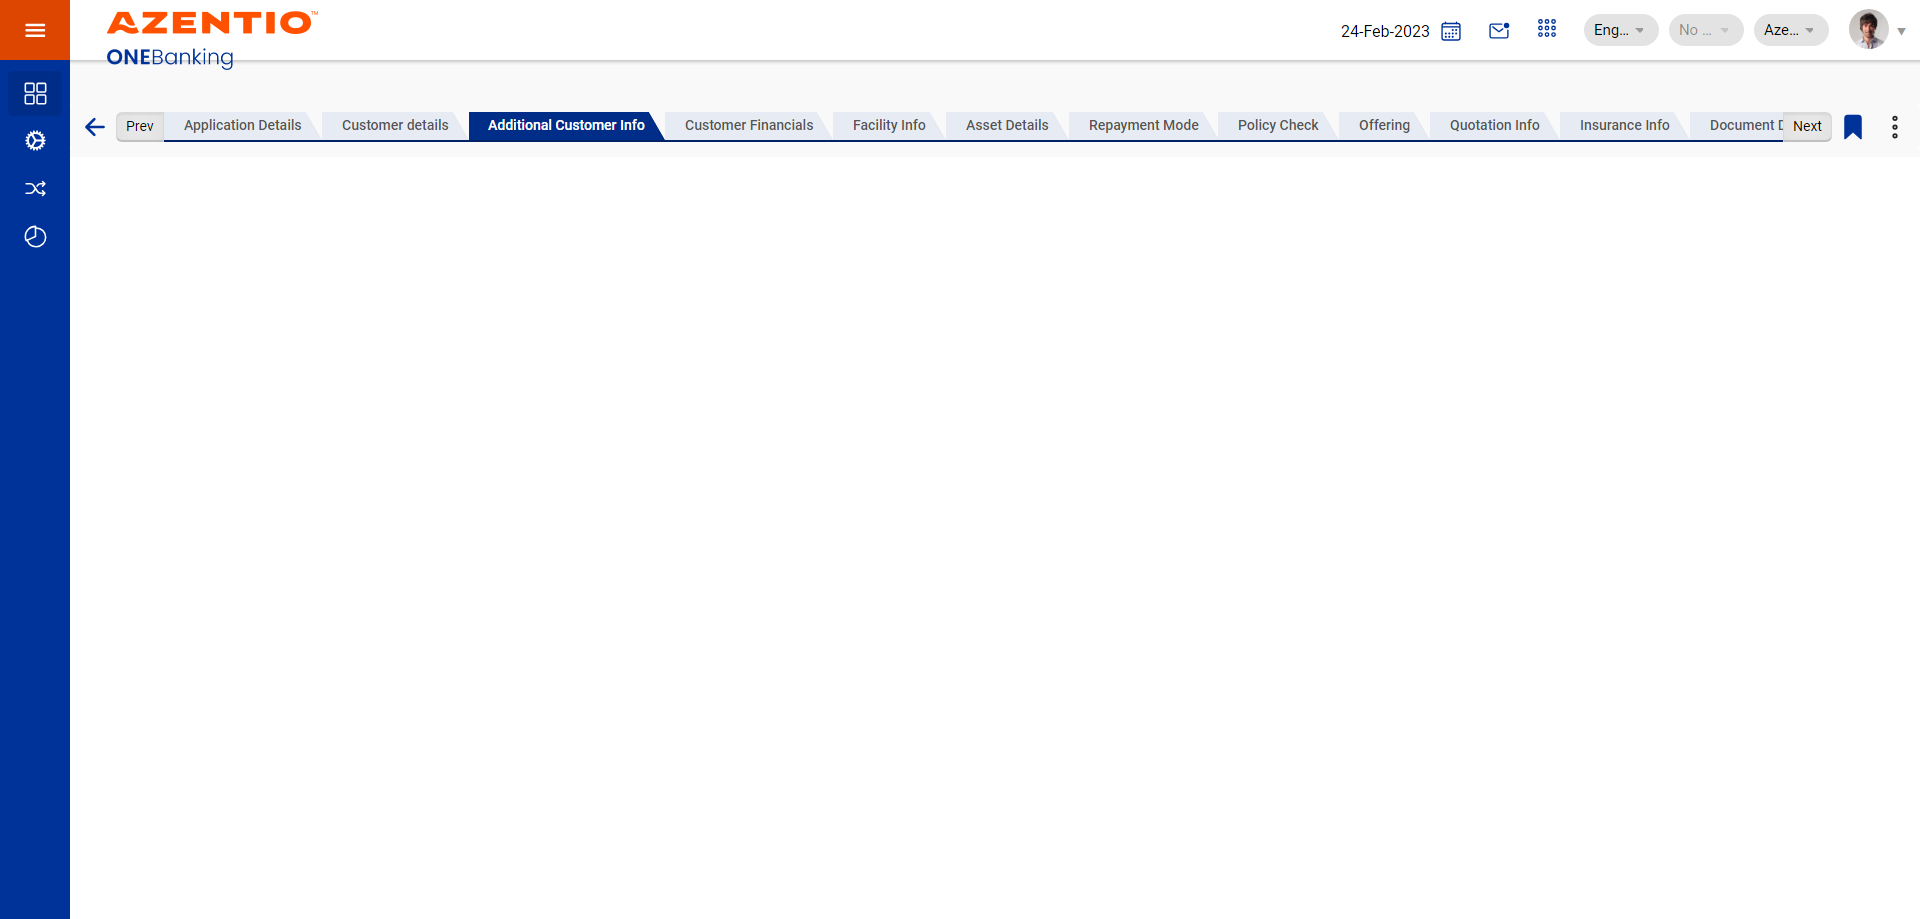 AZENTIO™
ONEBanking
24-Feb-2023
Eng...
No ...
Aze...
Prev
Application Details
Customer details
Additional Customer Info
Customer Financials
Facility Info
Asset Details
Repayment Mode
Policy Check
Offering
Quotation Info
Insurance Info
Document D
Next